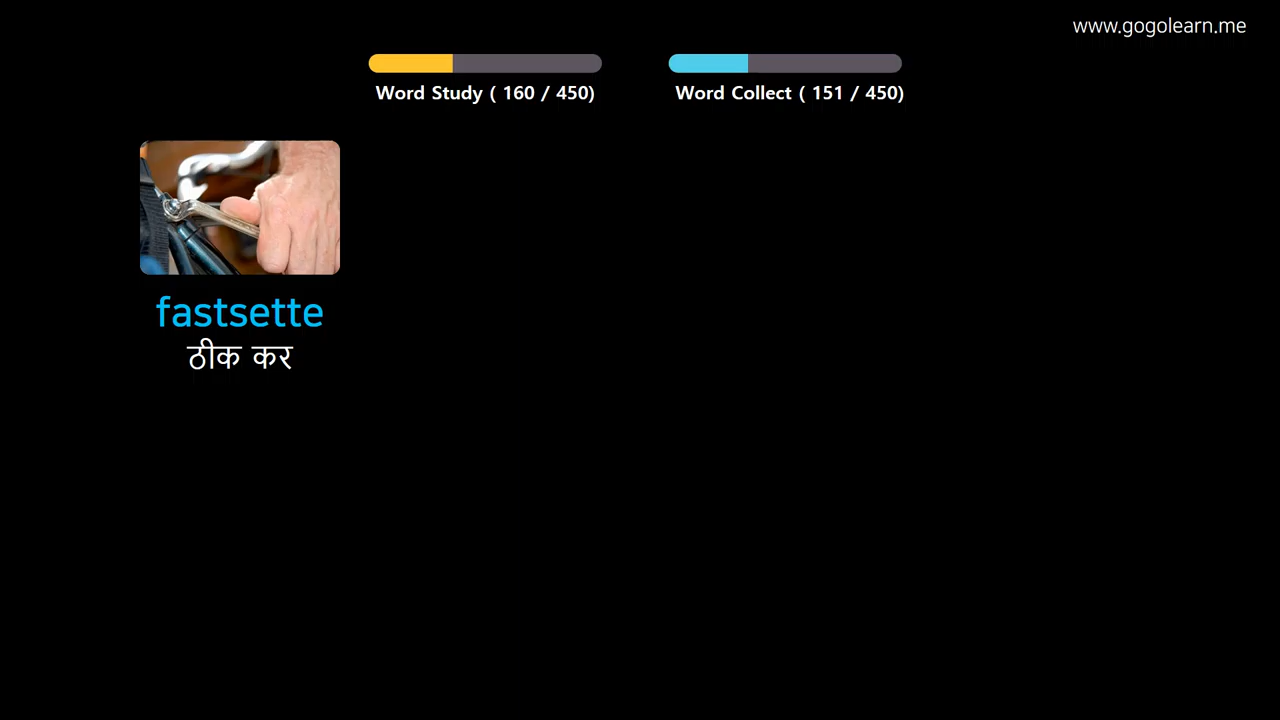 www.gogolearn.me
Word Study ( 160 / 450)
Word Collect ( 151 / 450)
fastsette
ठीक कर